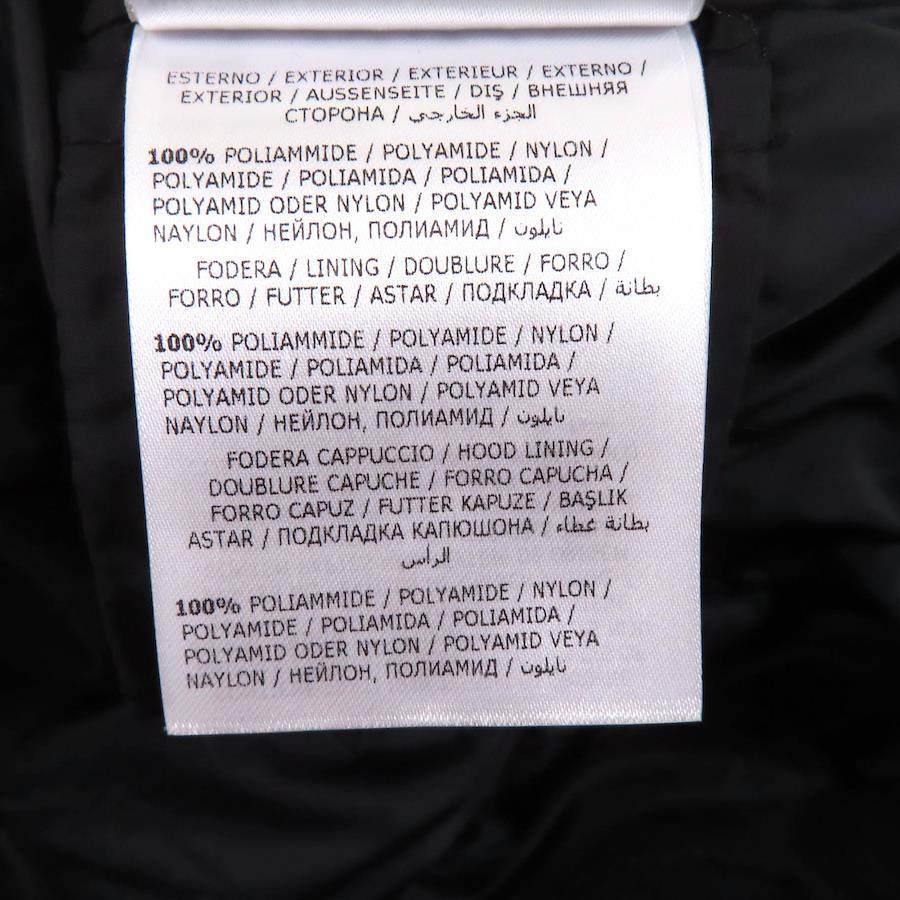 ESTERNO / EXTERIOR / EXTERIEUR / EXTERNO /
EXTERIOR / AUSSENSEITE / DIŞ / ВНЕШНЯЯ
СТОРОНА / الجزء الخارجي
100% POLIAMMIDE / POLYAMIDE / NYLON /
POLYAMIDE / POLIAMIDA / POLIAMIDA /
POLYAMID ODER NYLON / POLYAMID VEYA
NAYLON / НЕЙЛОН, ПОЛИАМИД / نايلون
FODERA / LINING / DOUBLURE / FORRO /
FORRO / FUTTER / ASTAR / ПОДКЛАДКА / بطانة
100% POLIAMMIDE / POLYAMIDE / NYLON /
POLYAMIDE / POLIAMIDA / POLIAMIDA /
POLYAMID ODER NYLON / POLYAMID VEYA
NAYLON / НЕЙЛОН, ПОЛИАМИД / نايلون
FODERA CAPPUCCIO / HOOD LINING /
DOUBLURE CAPUCHE / FORRO CAPUCHA /
FORRO CAPUZ / FUTTER KAPUZE / BAŞLIK
ASTAR / ПОДКЛАДКА КАПЮШОНА / بطانة غطاء
الرأس
100% POLIAMMIDE / POLYAMIDE / NYLON /
POLYAMIDE / POLIAMIDA / POLIAMIDA /
POLYAMID ODER NYLON / POLYAMID VEYA
NAYLON / НЕЙЛОН, ПОЛИАМИД / نايلون